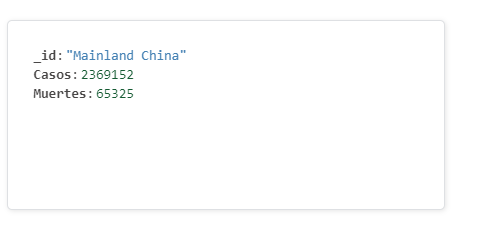 _id: "Mainland China"
Casos: 2369152
Muertes: 65325